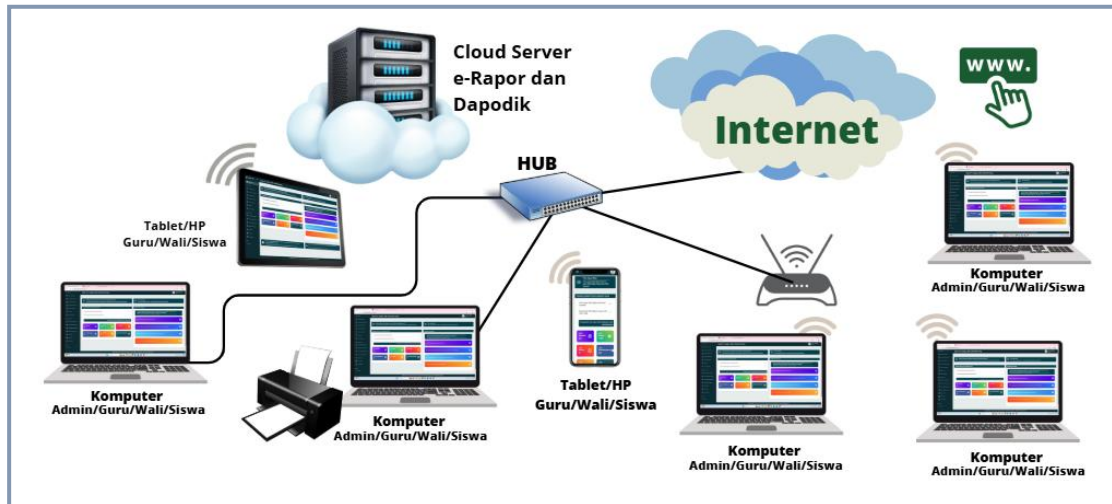 Cloud Server
e-Rapor dan
Dapodik
www.
Internet
HUB
Tablet/HP
Guru/Wali/Siswa
Komputer
Admin/Guru/Wali/Siswa
Komputer
Admin/Guru/Wali/Siswa
Tablet/HP
Guru/Wali/Siswa
Komputer
Admin/Guru/Wali/Siswa
Komputer
Admin/Guru/Wali/Siswa
Komputer
Admin/Guru/Wali/Siswa